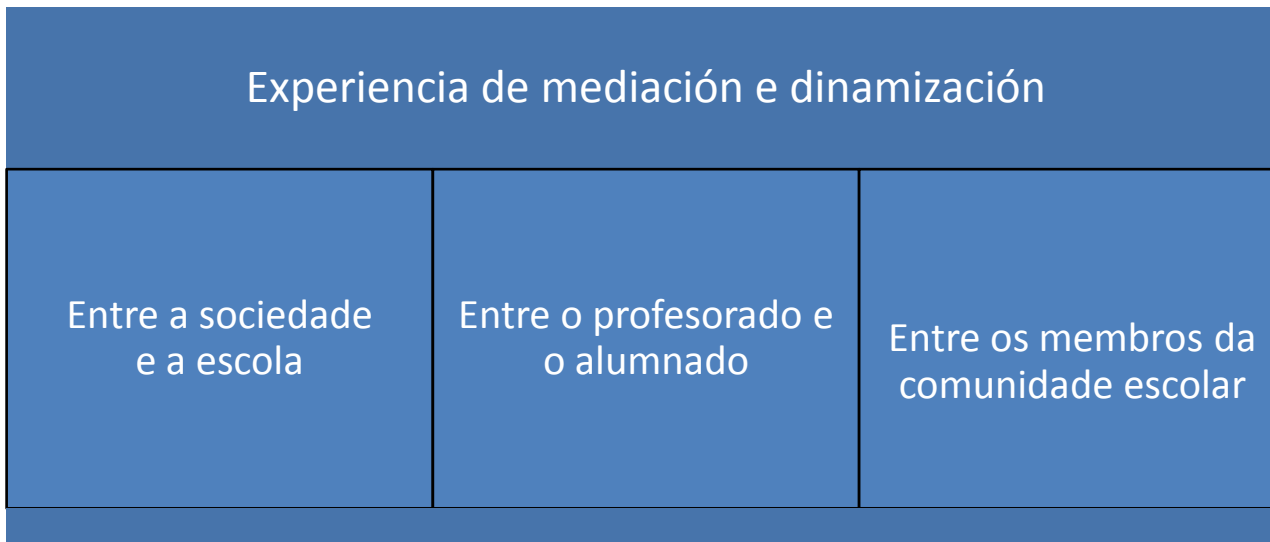 Experiencia de mediación e dinamización
Entre a sociedade
e a escola
Entre o profesorado e
o alumnado
Entre os membros da
comunidade escolar